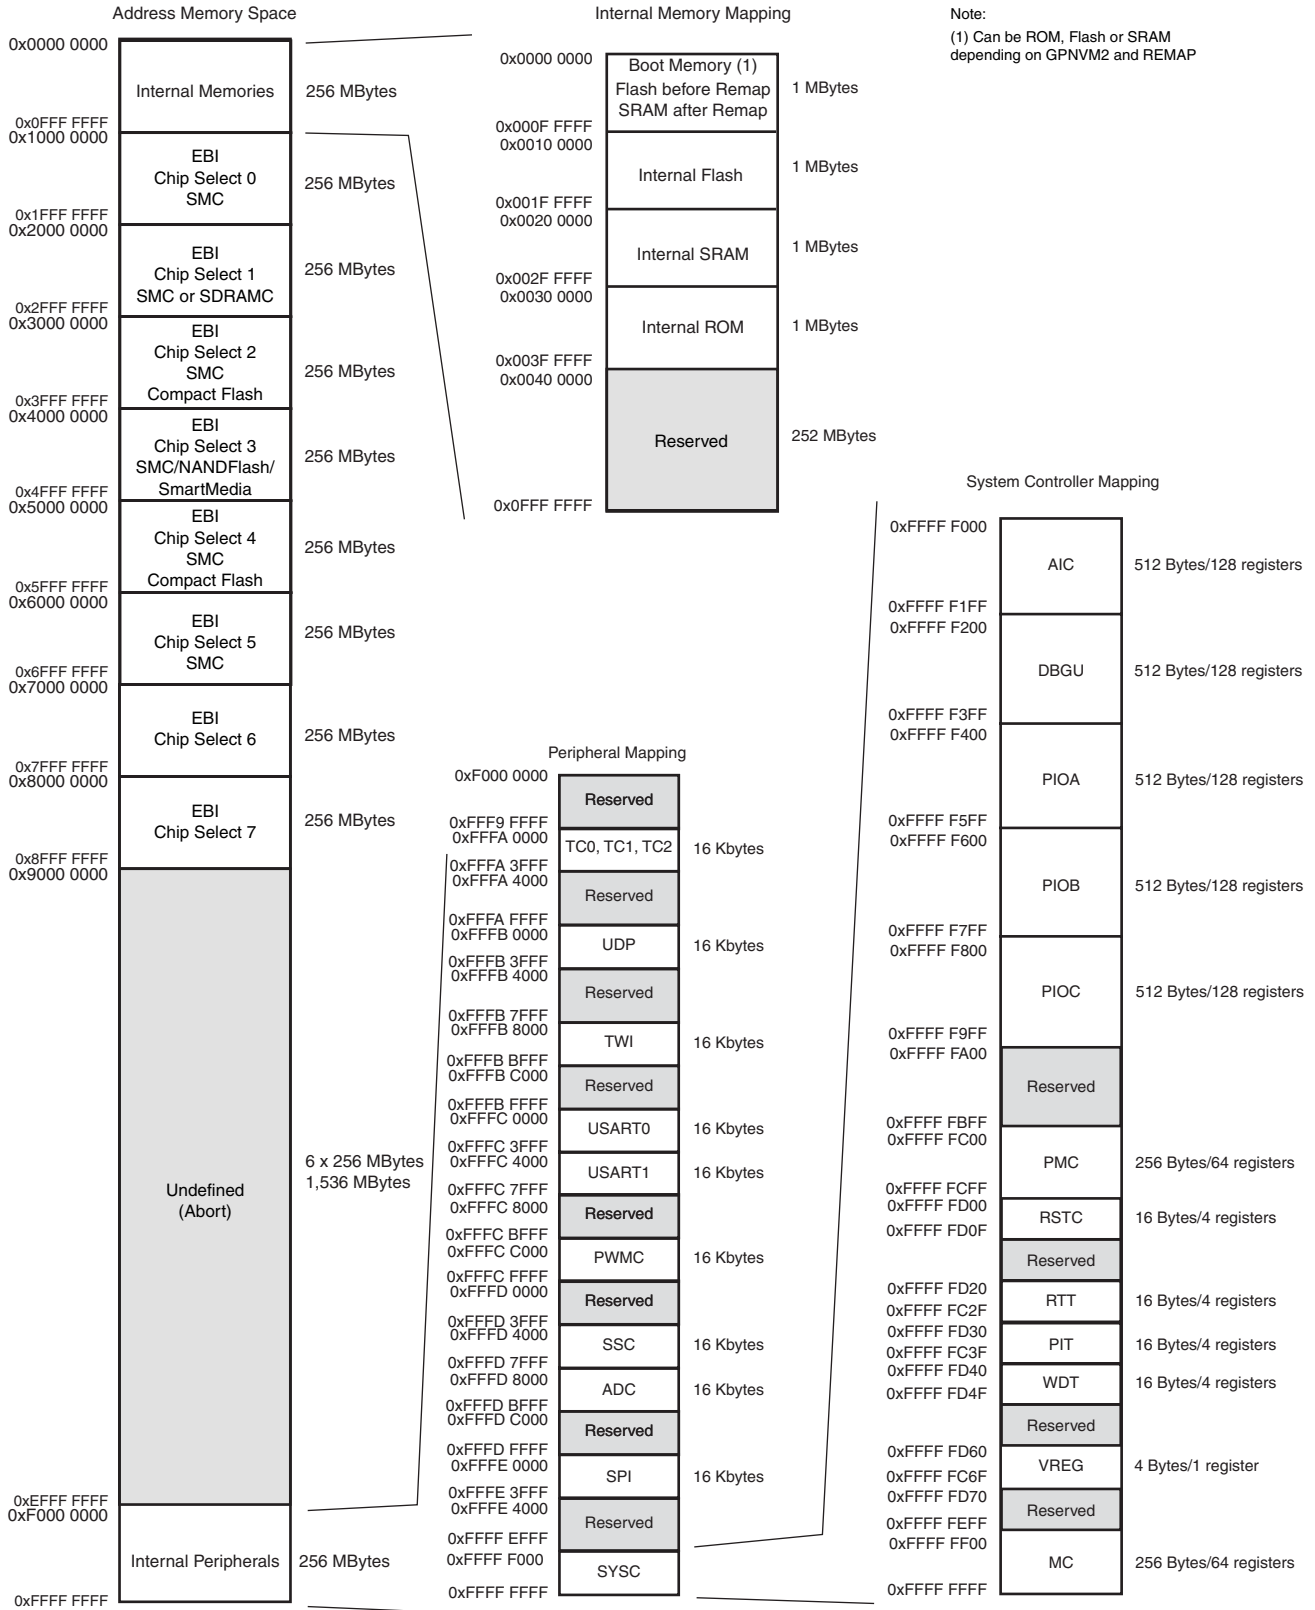 Address Memory Space
0x0000 0000
Internal Memories
256 MBytes
0x0FFF FFFF
0x1000 0000
EBI
Chip Select 0
SMC
256 MBytes
0x1FFF FFFF
0x2000 0000
EBI
Chip Select 1
SMC or SDRAMC
256 MBytes
0x2FFF FFFF
0x3000 0000
EBI
Chip Select 2
SMC
Compact Flash
256 MBytes
0x3FFF FFFF
0x4000 0000
EBI
Chip Select 3
SMC/NANDFlash/
SmartMedia
256 MBytes
0x4FFF FFFF
0x5000 0000
EBI
Chip Select 4
SMC
Compact Flash
256 MBytes
0x5FFF FFFF
0x6000 0000
EBI
Chip Select 5
SMC
256 MBytes
0x6FFF FFFF
0x7000 0000
EBI
Chip Select 6
256 MBytes
0x7FFF FFFF
0x8000 0000
EBI
Chip Select 7
256 MBytes
0x8FFF FFFF
0x9000 0000
Undefined
(Abort)
6 x 256 MBytes
1,536 MBytes
0xEFFF FFFF
0xF000 0000
Internal Peripherals
256 MBytes
0xFFFF FFFF
Internal Memory Mapping
0x0000 0000
Boot Memory (1)
Flash before Remap
SRAM after Remap
1 MBytes
0x000F FFFF
0x0010 0000
Internal Flash
1 MBytes
0x001F FFFF
0x0020 0000
Internal SRAM
1 MBytes
0x002F FFFF
0x0030 0000
Internal ROM
1 MBytes
0x003F FFFF
0x0040 0000
Reserved
252 MBytes
0x0FFF FFFF
Note:
(1) Can be ROM, Flash or SRAM
depending on GPNVM2 and REMAP
Peripheral Mapping
0xF000 0000
Reserved
0xFFF9 FFFF
0xFFFA 0000
TC0, TC1, TC2
16 Kbytes
0xFFFA 3FFF
0xFFFA 4000
Reserved
0xFFFA FFFF
0xFFFB 0000
UDP
16 Kbytes
0xFFFB 3FFF
0xFFFB 4000
Reserved
0xFFFB 7FFF
0xFFFB 8000
TWI
16 Kbytes
0xFFFB BFFF
0xFFFB C000
Reserved
0xFFFB FFFF
0xFFFC 0000
USART0
16 Kbytes
0xFFFC 3FFF
0xFFFC 4000
USART1
16 Kbytes
0xFFFC 7FFF
0xFFFC 8000
Reserved
0xFFFC BFFF
0xFFFC C000
PWMC
16 Kbytes
0xFFFC FFFF
0xFFFD 0000
Reserved
0xFFFD 3FFF
0xFFFD 4000
SSC
16 Kbytes
0xFFFD 7FFF
0xFFFD 8000
ADC
16 Kbytes
0xFFFD BFFF
0xFFFD C000
Reserved
0xFFFD FFFF
0xFFFE 0000
SPI
16 Kbytes
0xFFFE 3FFF
0xFFFE 4000
Reserved
0xFFFF EFFF
0xFFFF F000
SYSC
0xFFFF FFFF
System Controller Mapping
0xFFFF F000
AIC
512 Bytes/128 registers
0xFFFF F1FF
0xFFFF F200
DBGU
512 Bytes/128 registers
0xFFFF F3FF
0xFFFF F400
PIOA
512 Bytes/128 registers
0xFFFF F5FF
0xFFFF F600
PIOB
512 Bytes/128 registers
0xFFFF F7FF
0xFFFF F800
PIOC
512 Bytes/128 registers
0xFFFF F9FF
0xFFFF FA00
Reserved
0xFFFF FBFF
0xFFFF FC00
PMC
256 Bytes/64 registers
0xFFFF FCFF
0xFFFF FD00
RSTC
16 Bytes/4 registers
0xFFFF FD0F
Reserved
0xFFFF FD20
RTT
16 Bytes/4 registers
0xFFFF FC2F
0xFFFF FD30
PIT
16 Bytes/4 registers
0xFFFF FC3F
0xFFFF FD40
WDT
16 Bytes/4 registers
0xFFFF FD4F
Reserved
0xFFFF FD60
VREG
4 Bytes/1 register
0xFFFF FC6F
0xFFFF FD70
Reserved
0xFFFF FEFF
0xFFFF FF00
MC
256 Bytes/64 registers
0xFFFF FFFF